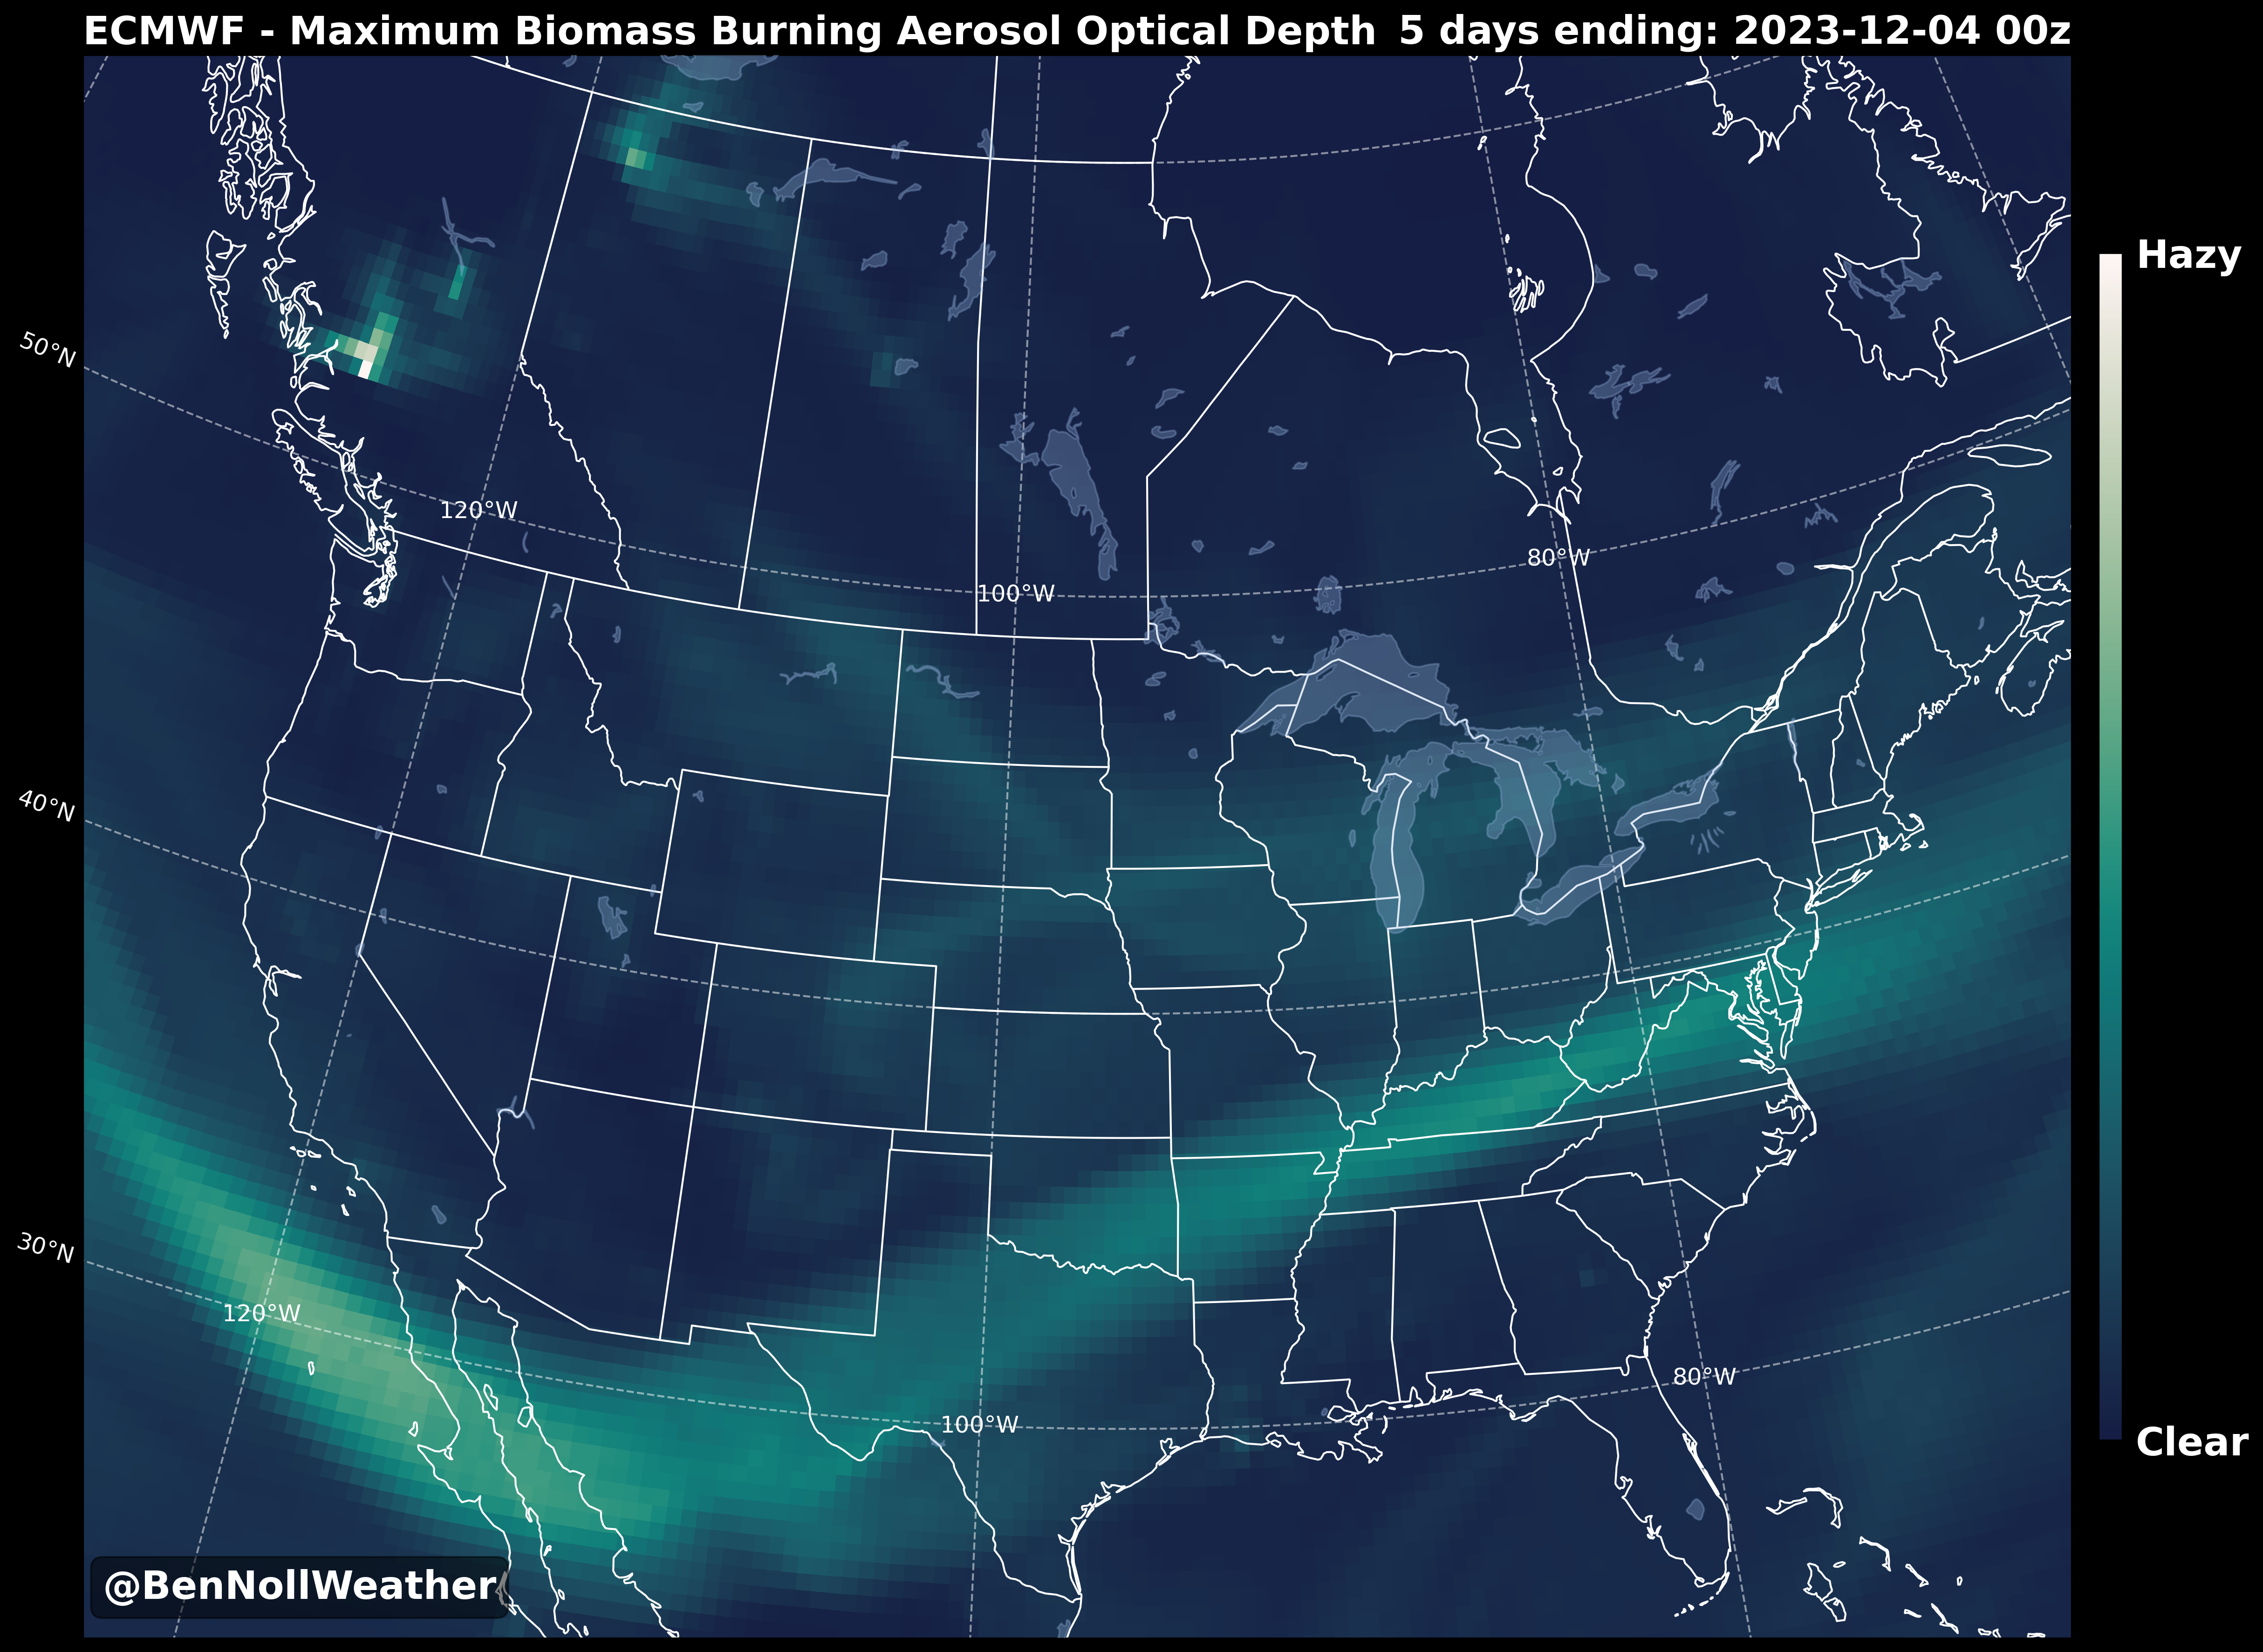 ECMWF - Maximum Biomass Burning Aerosol Optical Depth 5 days ending: 2023-12-04 00z
Hazy
50°N
120°W
80°W
100°W
40°N
30°N
120°W
80°W
100°W
Clear
@BenNollWeather